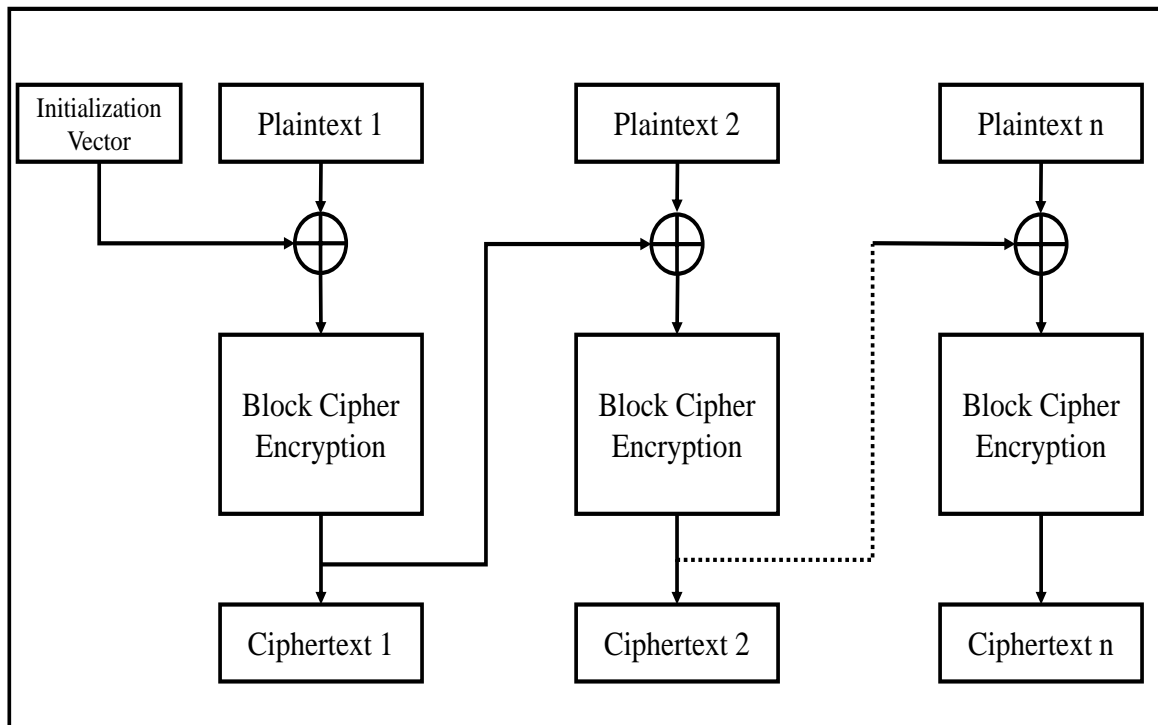 Initialization
Vector
Plaintext 1
Plaintext 2
Plaintext n
Block Cipher
Encryption
Block Cipher
Encryption
Block Cipher
Encryption
Ciphertext 1
Ciphertext 2
Ciphertext n